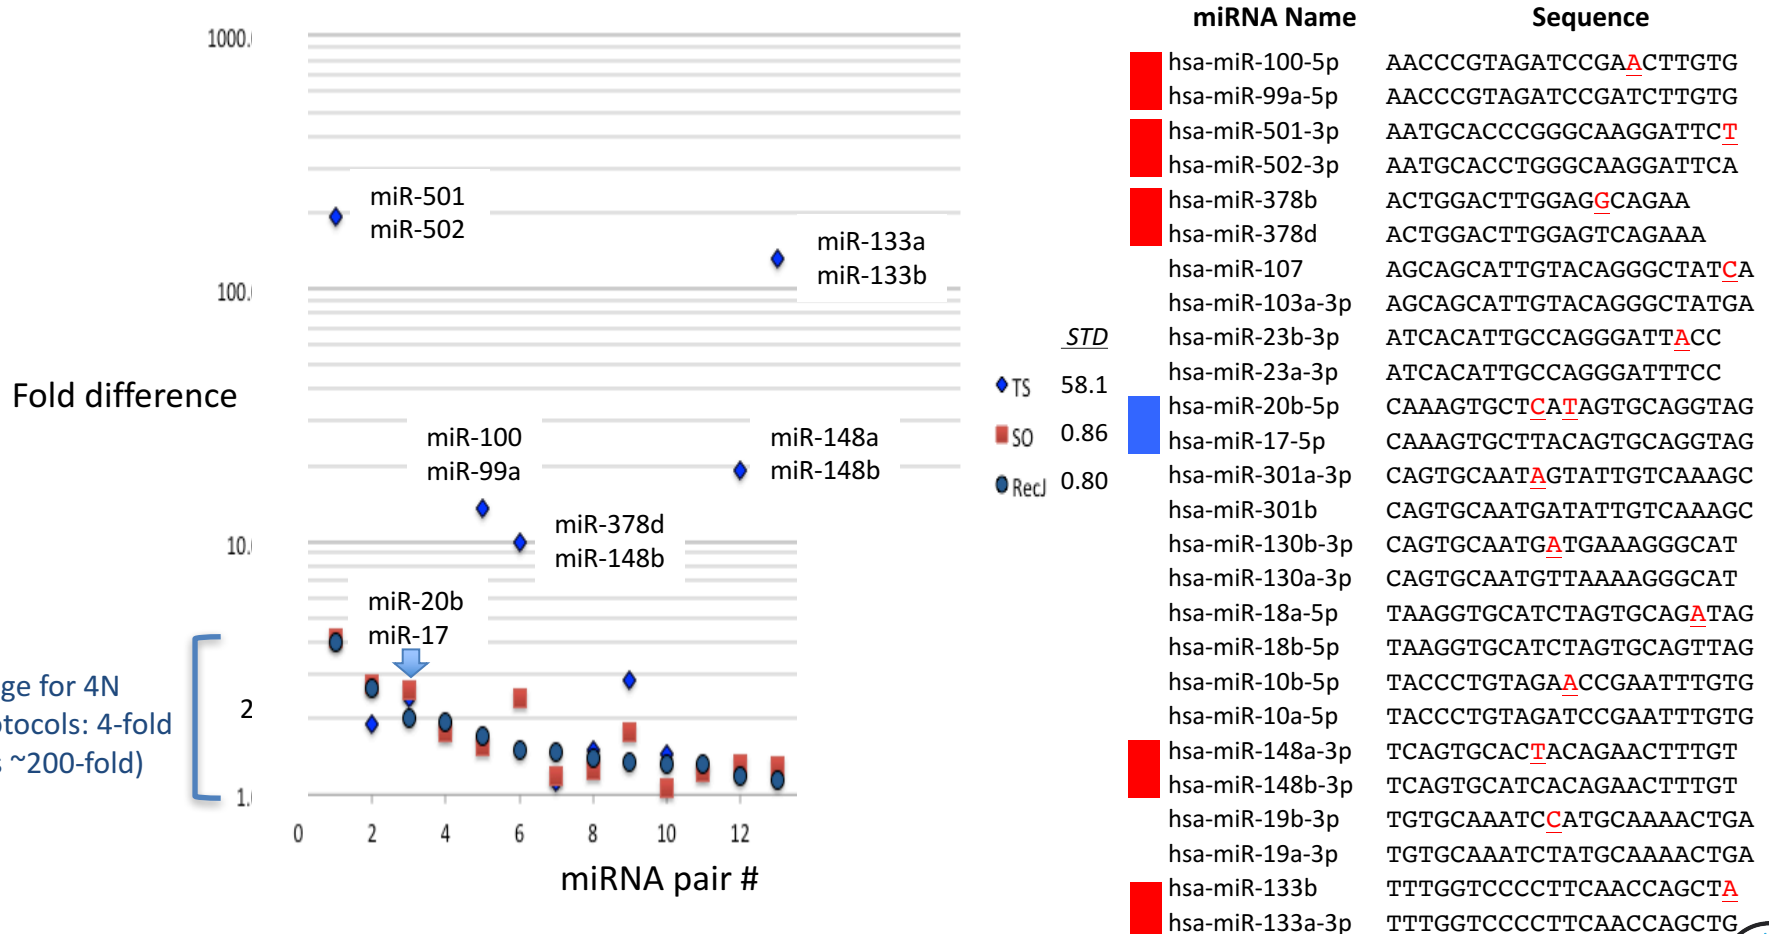 1000.
100.
10.
2
1.
Fold difference
miR-501
miR-502
miR-133a
miR-133b
miR-100
miR-99a
miR-148a
miR-148b
miR-378d
miR-148b
miR-20b
miR-17
ge for 4N
otocols: 4-fold
s ~200-fold)
0 2 4 6 8 10 12
miRNA pair #
STD
TS 58.1
SO 0.86
RecJ 0.80
miRNA Name Sequence
hsa-miR-100-5p AACCCGTAGATCCGAACTTGTG
hsa-miR-99a-5p AACCCGTAGATCCGATCTTGTG
hsa-miR-501-3p AATGCACCCGGGCAAGGATTCT
hsa-miR-502-3p AATGCACCTGGGCAAGGATTCA
hsa-miR-378b ACTGGACTTGGAGGCAGAA
hsa-miR-378d ACTGGACTTGGAGTCAGAAA
hsa-miR-107 AGCAGCATTGTACAGGGCTATCA
hsa-miR-103a-3p AGCAGCATTGTACAGGGCTATGA
hsa-miR-23b-3p ATCACATTGCCAGGGATTACC
hsa-miR-23a-3p ATCACATTGCCAGGGATTTCC
hsa-miR-20b-5p CAAAGTGCTCATAGTGCAGGTAG
hsa-miR-17-5p CAAAGTGCTTACAGTGCAGGTAG
hsa-miR-301a-3p CAGTGCAATAGTATTGTCAAAGC
hsa-miR-301b CAGTGCAATGATATTGTCAAAGC
hsa-miR-130b-3p CAGTGCAATGATGAAAGGGCAT
hsa-miR-130a-3p CAGTGCAATGTTAAAAGGGCAT
hsa-miR-18a-5p TAAGGTGCATCTAGTGCAGATAG
hsa-miR-18b-5p TAAGGTGCATCTAGTGCAGTTAG
hsa-miR-10b-5p TACCCTGTAGAACCGAATTTGTG
hsa-miR-10a-5p TACCCTGTAGATCCGAATTTGTG
hsa-miR-148a-3p TCAGTGCACTACAGAACTTTGT
hsa-miR-148b-3p TCAGTGCATCACAGAACTTTGT
hsa-miR-19b-3p TGTGCAAATCCATGCAAAACTGA
hsa-miR-19a-3p TGTGCAAATCTATGCAAAACTGA
hsa-miR-133b TTTGGTCCCCTTCAACCAGCTA
hsa-miR-133a-3p TTTGGTCCCCTTCAACCAGCTG